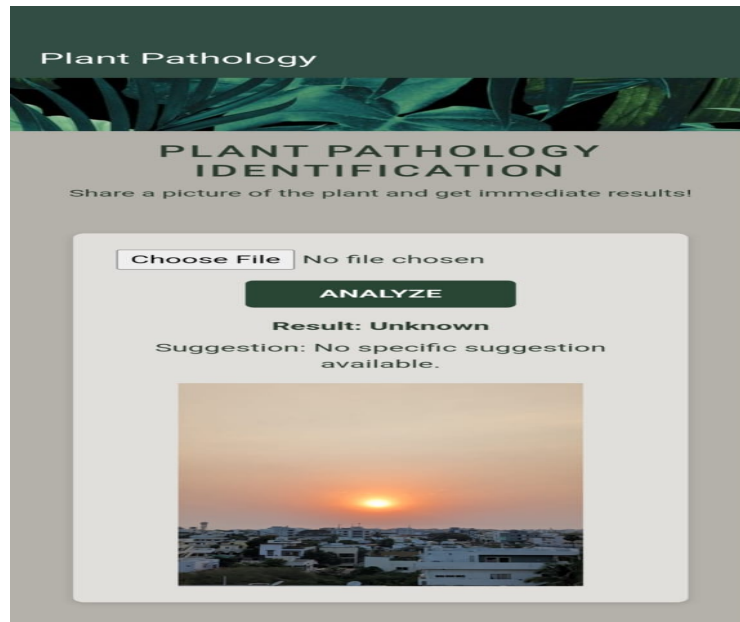 Plant Pathology
PLANT PATHOLOGY
IDENTIFICATION
Share a picture of the plant and get immediate results!
Choose File No file chosen
ANALYZE
Result: Unknown
Suggestion: No specific suggestion
available.